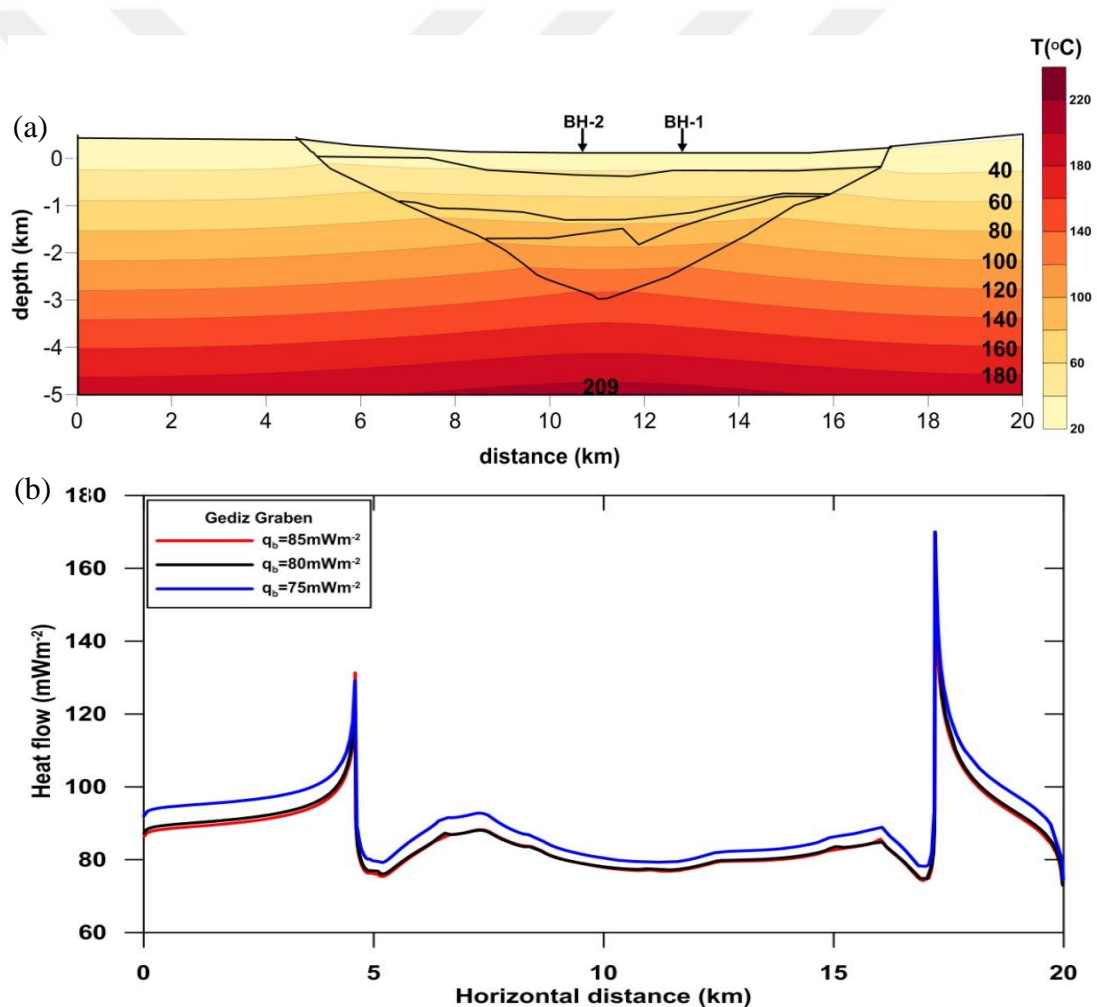 T(°C)
(a)
BH-2 BH-1
220
180
140
100
60
20
0
-1
-2
-3
-4
-5
depth (km)
40
60
80
100
120
140
160
180
209
0 2 4 6 8 10 12 14 16 18 20
distance (km)
(b)
180
160
140
120
100
80
60
Heat flow (mWm⁻²)
Gediz Graben
q_b=85mWm⁻²
q_b=80mWm⁻²
q_b=75mWm⁻²
0 5 10 15 20
Horizontal distance (km)